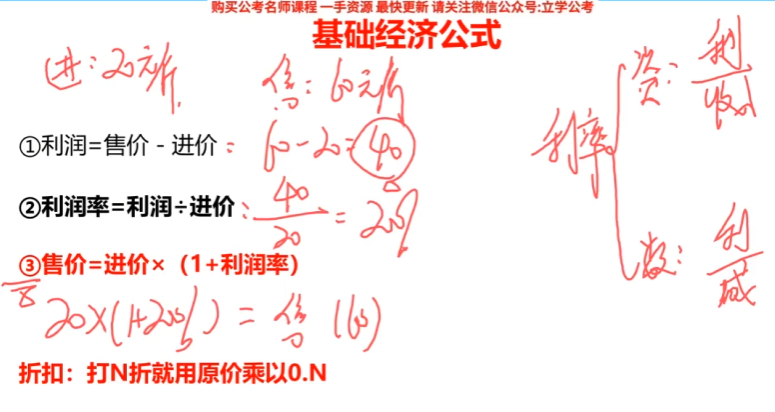 购买公考名师课程 一手资源 最快更新 请关注微信公众号:立学公考
基础经济公式
进：20元/斤
售：60元/斤
①利润=售价 - 进价：60-20=40
②利润率=利润÷进价：40/20=200%
③售价=进价×（1+利润率）
20×(1+200%)=售 (60)
折扣：打N折就用原价乘以0.N
利率
资：利/收入
数：利/成